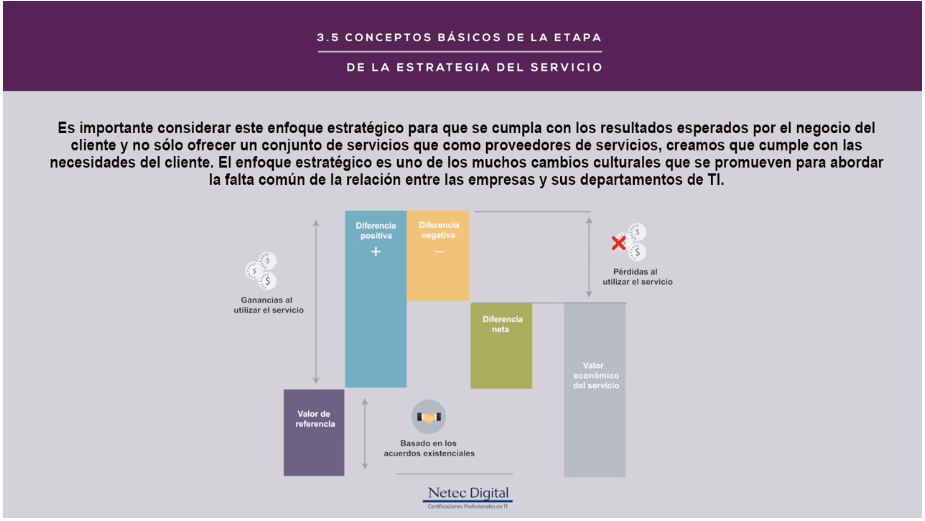 3.5 CONCEPTOS BÁSICOS DE LA ETAPA
DE LA ESTRATEGIA DEL SERVICIO
Es importante considerar este enfoque estratégico para que se cumpla con los resultados esperados por el negocio del
cliente y no sólo ofrecer un conjunto de servicios que como proveedores de servicios, creamos que cumple con las
necesidades del cliente. El enfoque estratégico es uno de los muchos cambios culturales que se promueven para abordar
la falta común de la relación entre las empresas y sus departamentos de TI.
Diferencia
positiva
+
Diferencia
negativa
−
Ganancias al
utilizar el servicio
Pérdidas al
utilizar el servicio
Diferencia
neta
Valor
económico
del servicio
Valor de
referencia
Basado en los
acuerdos existenciales
Netec Digital
Certificaciones Profesionales en TI